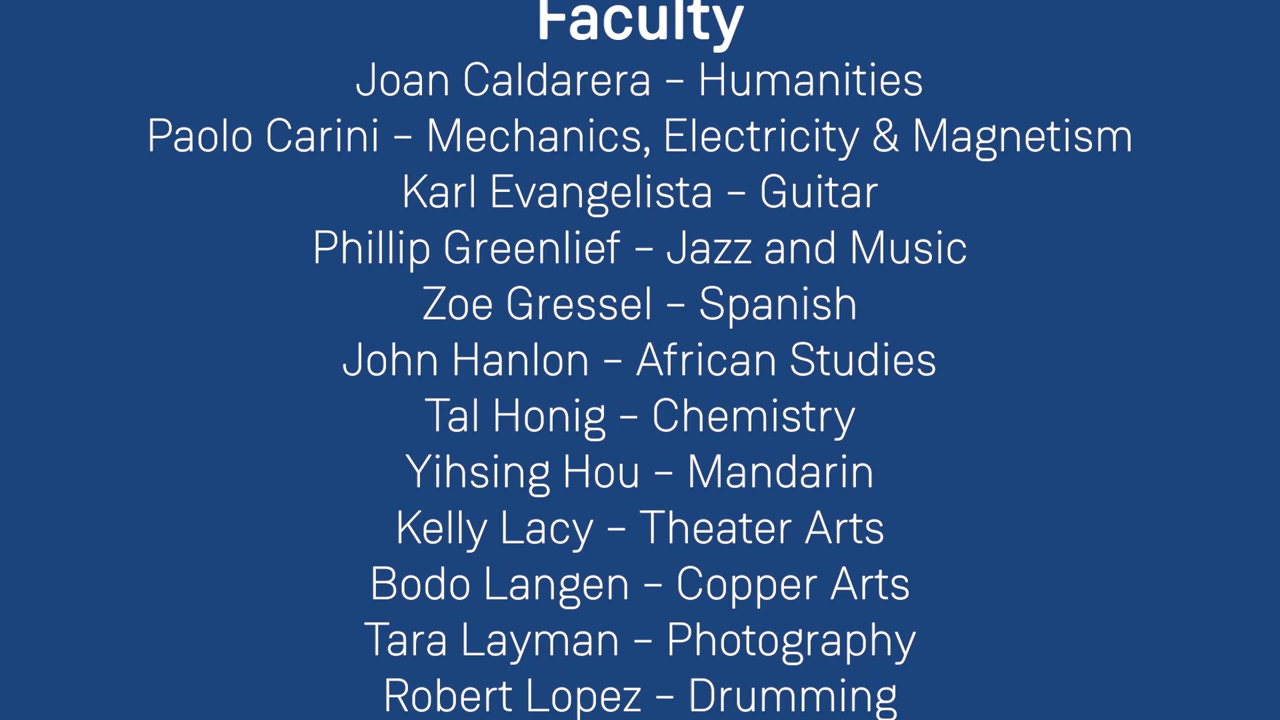 Faculty
Joan Caldarera – Humanities
Paolo Carini – Mechanics, Electricity & Magnetism
Karl Evangelista – Guitar
Phillip Greenlief – Jazz and Music
Zoe Gressel – Spanish
John Hanlon – African Studies
Tal Honig – Chemistry
Yihsing Hou – Mandarin
Kelly Lacy – Theater Arts
Bodo Langen – Copper Arts
Tara Layman – Photography
Robert Lopez – Drumming